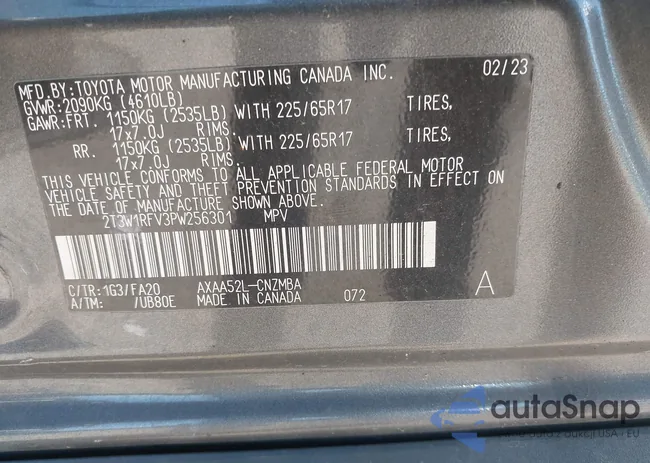 MFD.BY:TOYOTA MOTOR MANUFACTURING CANADA INC. 02/23
GVWR:2090KG (4610LB)
GAWR:FRT. 1150KG (2535LB) WITH 225/65R17 TIRES,
17x7.0J RIMS.
RR. 1150KG (2535LB) WITH 225/65R17 TIRES,
17x7.0J RIMS.
THIS VEHICLE CONFORMS TO ALL APPLICABLE FEDERAL MOTOR
VEHICLE SAFETY AND THEFT PREVENTION STANDARDS IN EFFECT ON
THE DATE OF MANUFACTURE SHOWN ABOVE.
2T3W1RFV3PW256301 MPV
C/TR:1G3/FA20 AXAA52L-CNZMBA A
A/TM: /UB80E MADE IN CANADA 072
autaSnap